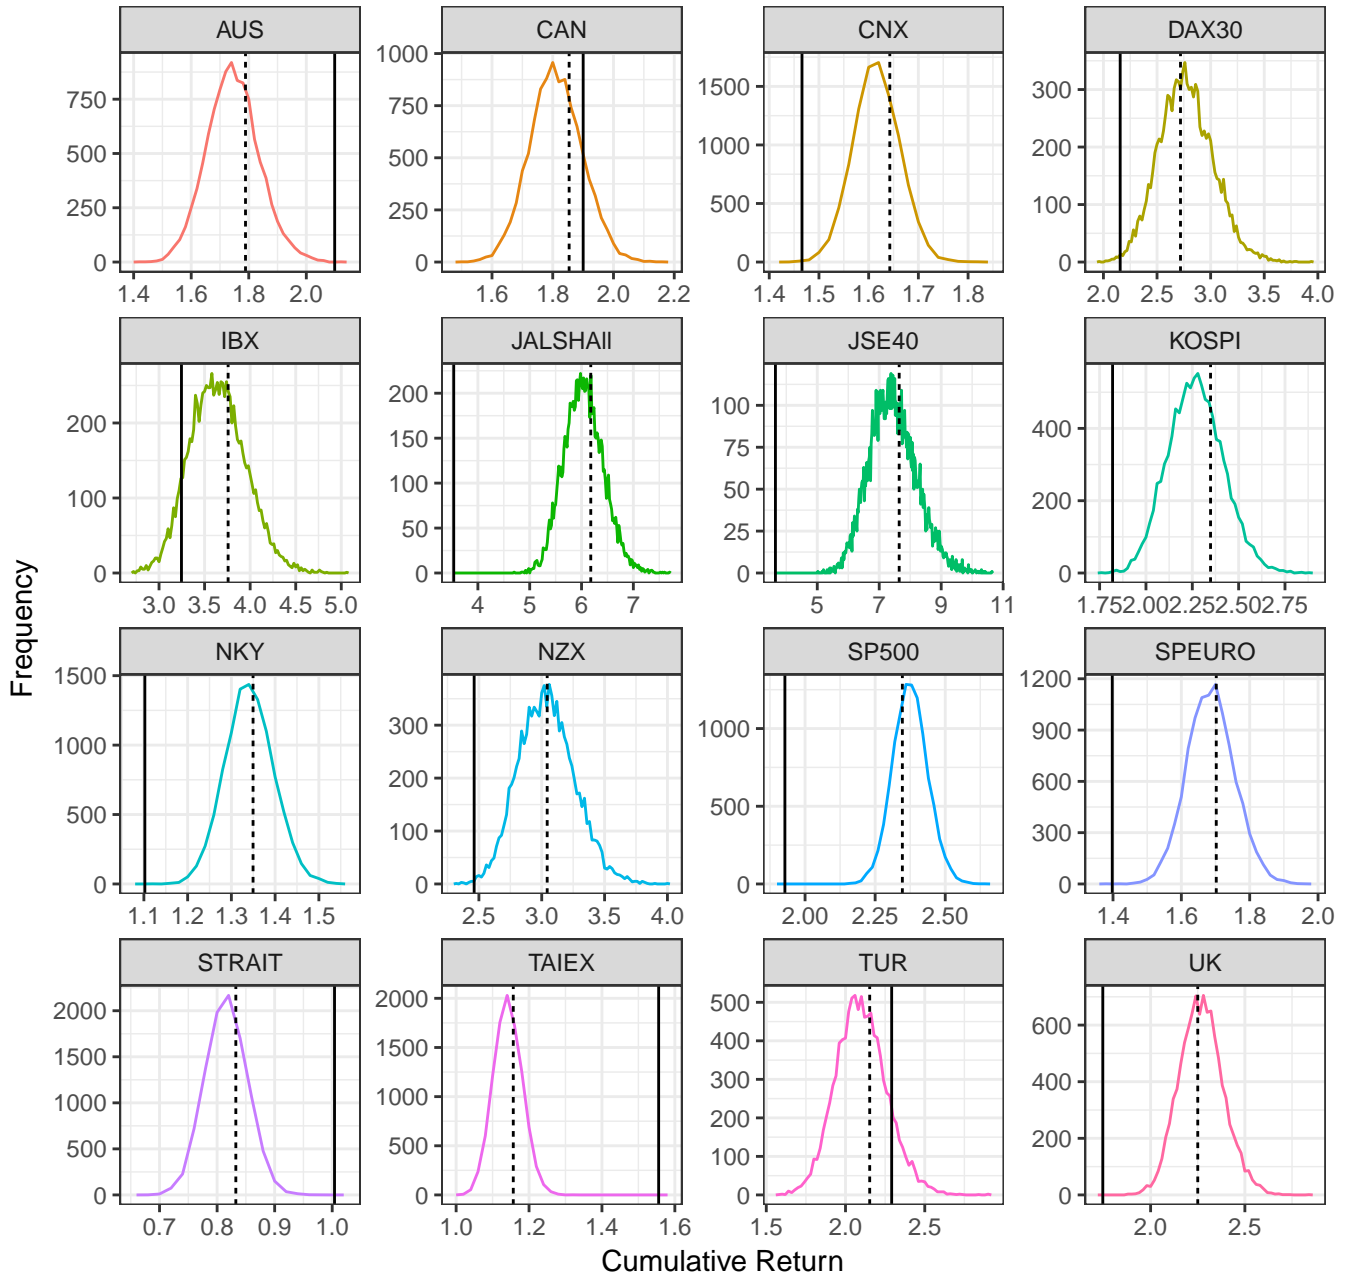 AUS CAN CNX DAX30
0 250 500 750
1.4 1.6 1.8 2.0
0 250 500 750 1000
1.6 1.8 2.0 2.2
0 500 1000 1500
1.4 1.5 1.6 1.7 1.8
0 100 200 300
2.0 2.5 3.0 3.5 4.0
IBX JALSHAll JSE40 KOSPI
0 100 200
3.0 3.5 4.0 4.5 5.0
0 50 100 150 200
4 5 6 7
0 25 50 75 100
5 7 9 11
0 200 400
1.75 2.00 2.25 2.50 2.75
NKY NZX SP500 SPEURO
0 500 1000 1500
1.1 1.2 1.3 1.4 1.5
0 100 200 300
2.5 3.0 3.5 4.0
0 500 1000
2.00 2.25 2.50
0 300 600 900 1200
1.4 1.6 1.8 2.0
STRAIT TAIEX TUR UK
0 500 1000 1500 2000
0.7 0.8 0.9 1.0
0 500 1000 1500 2000
1.0 1.2 1.4 1.6
0 100 200 300 400 500
1.5 2.0 2.5
0 200 400 600
2.0 2.5
Frequency
Cumulative Return